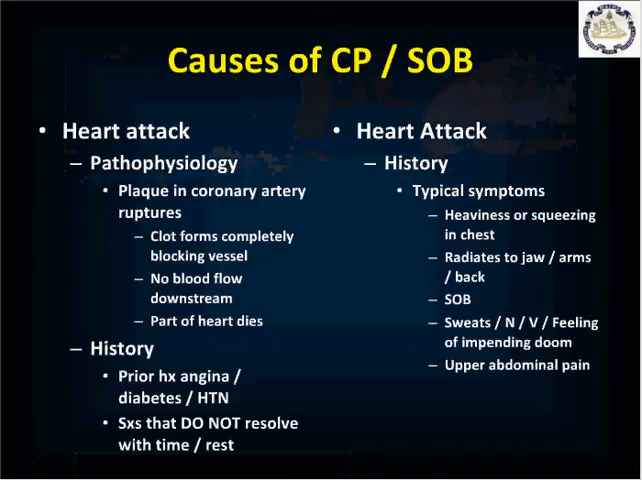 Causes of CP / SOB
• Heart attack
– Pathophysiology
• Plaque in coronary artery
ruptures
– Clot forms completely
blocking vessel
– No blood flow
downstream
– Part of heart dies
– History
• Prior hx angina /
diabetes / HTN
• Sxs that DO NOT resolve
with time / rest
• Heart Attack
– History
• Typical symptoms
– Heaviness or squeezing
in chest
– Radiates to jaw / arms
/ back
– SOB
– Sweats / N / V / Feeling
of impending doom
– Upper abdominal pain